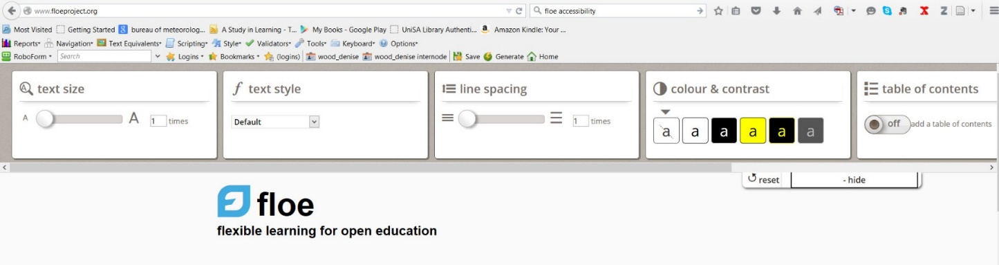 www.floeproject.org
floe accessibility
Most Visited Getting Started bureau of meteorolog... A Study in Learning - T... My Books - Google Play UniSA Library Authenti... Amazon Kindle: Your ...
Reports Navigation Text Equivalents Scripting Style Validators Tools Keyboard Options
RoboForm Search Logins Bookmarks (logins) wood_denise wood_denise internode Save Generate Home
text size
A A 1 times
f text style
Default
line spacing
1 times
colour & contrast
a a a a a a
table of contents
off add a table of contents
reset - hide
floe
flexible learning for open education